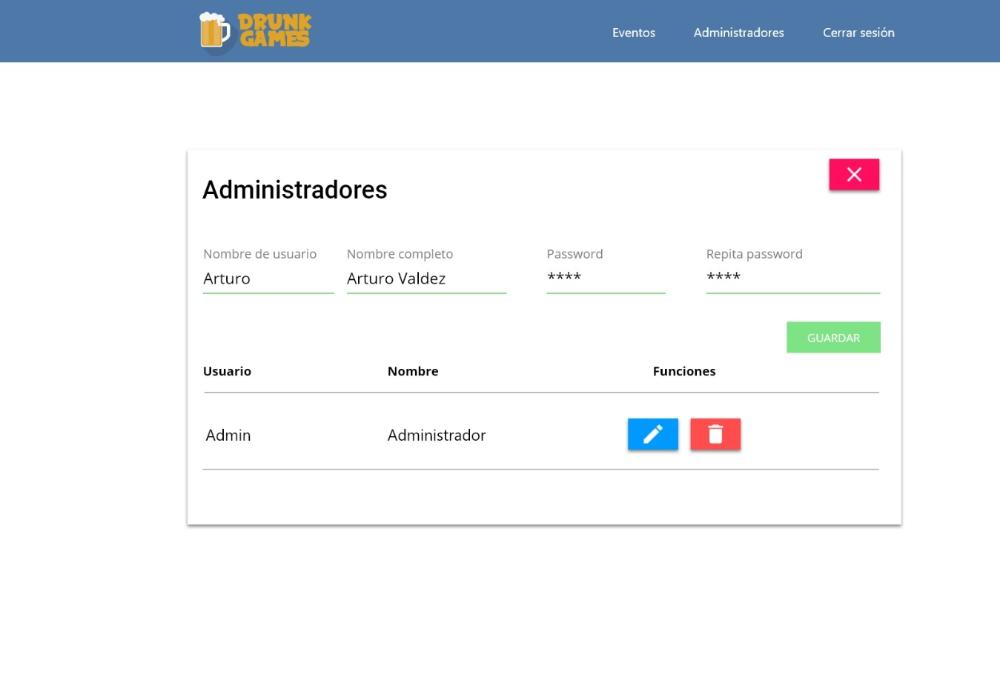 DRUNK
GAMES
Eventos Administradores Cerrar sesión
Administradores
Nombre de usuario Nombre completo Password Repita password
Arturo Arturo Valdez **** ****
GUARDAR
Usuario Nombre Funciones
Admin Administrador